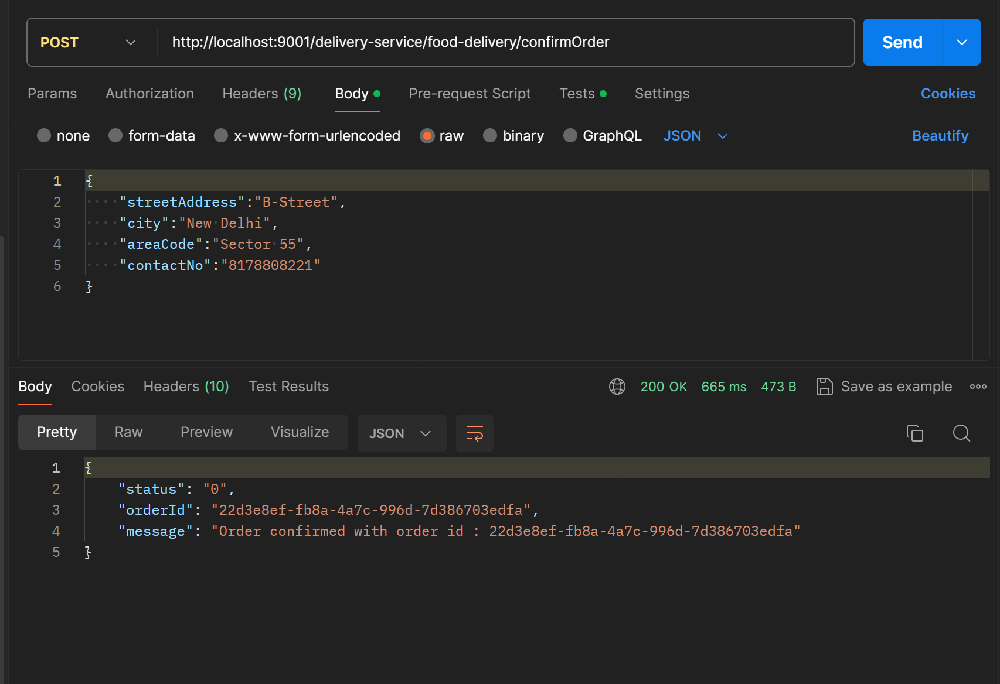 POST http://localhost:9001/delivery-service/food-delivery/confirmOrder Send
Params Authorization Headers (9) Body Pre-request Script Tests Settings Cookies
none form-data x-www-form-urlencoded raw binary GraphQL JSON Beautify
1 {
2 "streetAddress":"B-Street",
3 "city":"New Delhi",
4 "areaCode":"Sector 55",
5 "contactNo":"8178808221"
6 }
Body Cookies Headers (10) Test Results 200 OK 665 ms 473 B Save as example
Pretty Raw Preview Visualize JSON
1 {
2 "status": "0",
3 "orderId": "22d3e8ef-fb8a-4a7c-996d-7d386703edfa",
4 "message": "Order confirmed with order id : 22d3e8ef-fb8a-4a7c-996d-7d386703edfa"
5 }